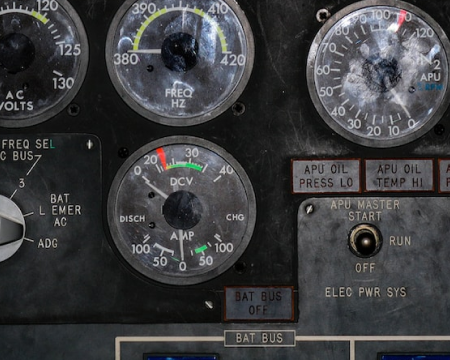 125
130
AC
VOLTS
390 410
380 420
FREQ
HZ
100 110
90
80 120
70
60
50
40
30
20 10 0
2
APU
FREQ SEL
C BUS
3
BAT
L EMER
AC
ADG
0 20 30 40
DCV
DISCH CHG
AMP
100 50 0 50 100
APU OIL
PRESS LO
APU OIL
TEMP HI
AP
APU MASTER
START
RUN
OFF
ELEC PWR SYS
BAT BUS
OFF
BAT BUS